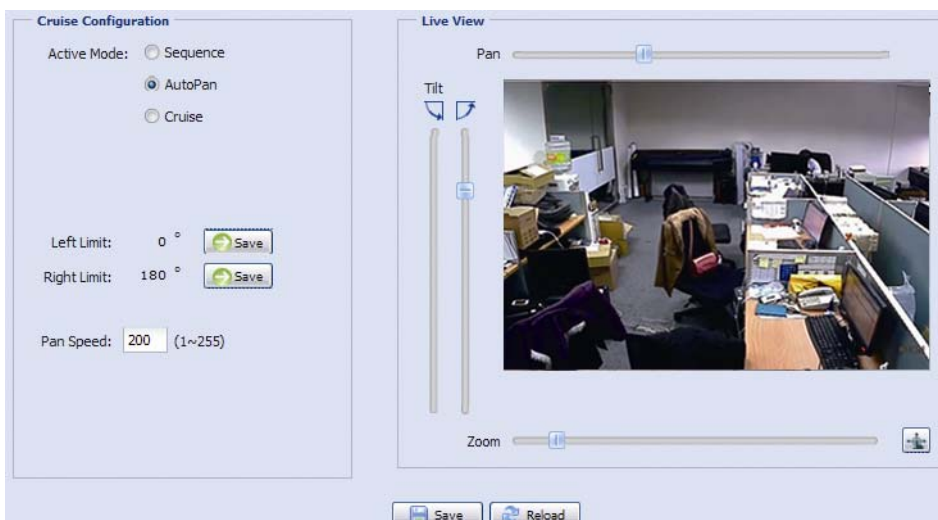 Cruise Configuration
Active Mode: Sequence
AutoPan
Cruise
Left Limit: 0 ° Save
Right Limit: 180 ° Save
Pan Speed: 200 (1~255)
Live View
Pan
Tilt
Zoom
Save Reload